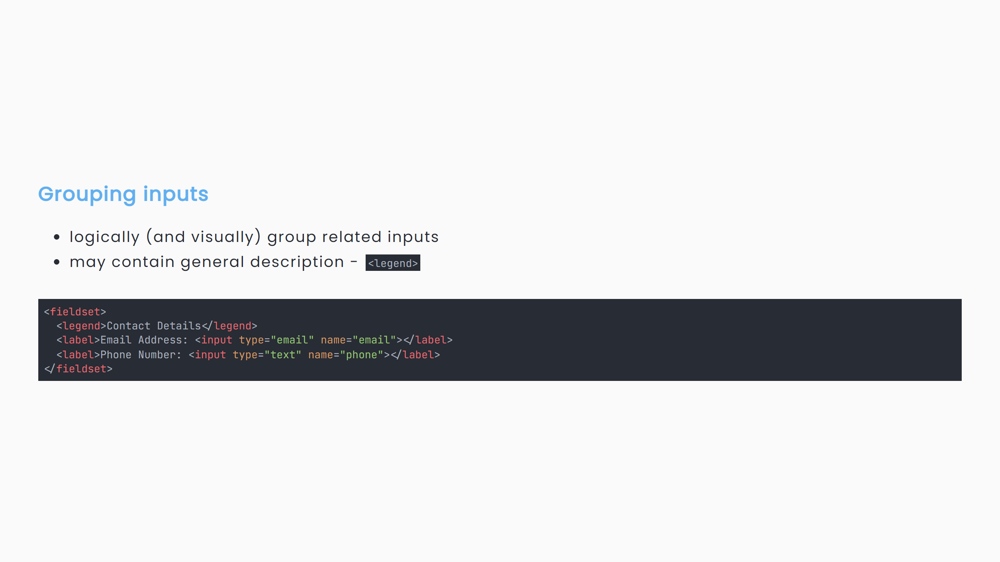 Grouping inputs
• logically (and visually) group related inputs
• may contain general description - <legend>
<fieldset>
  <legend>Contact Details</legend>
  <label>Email Address: <input type="email" name="email"></label>
  <label>Phone Number: <input type="text" name="phone"></label>
</fieldset>